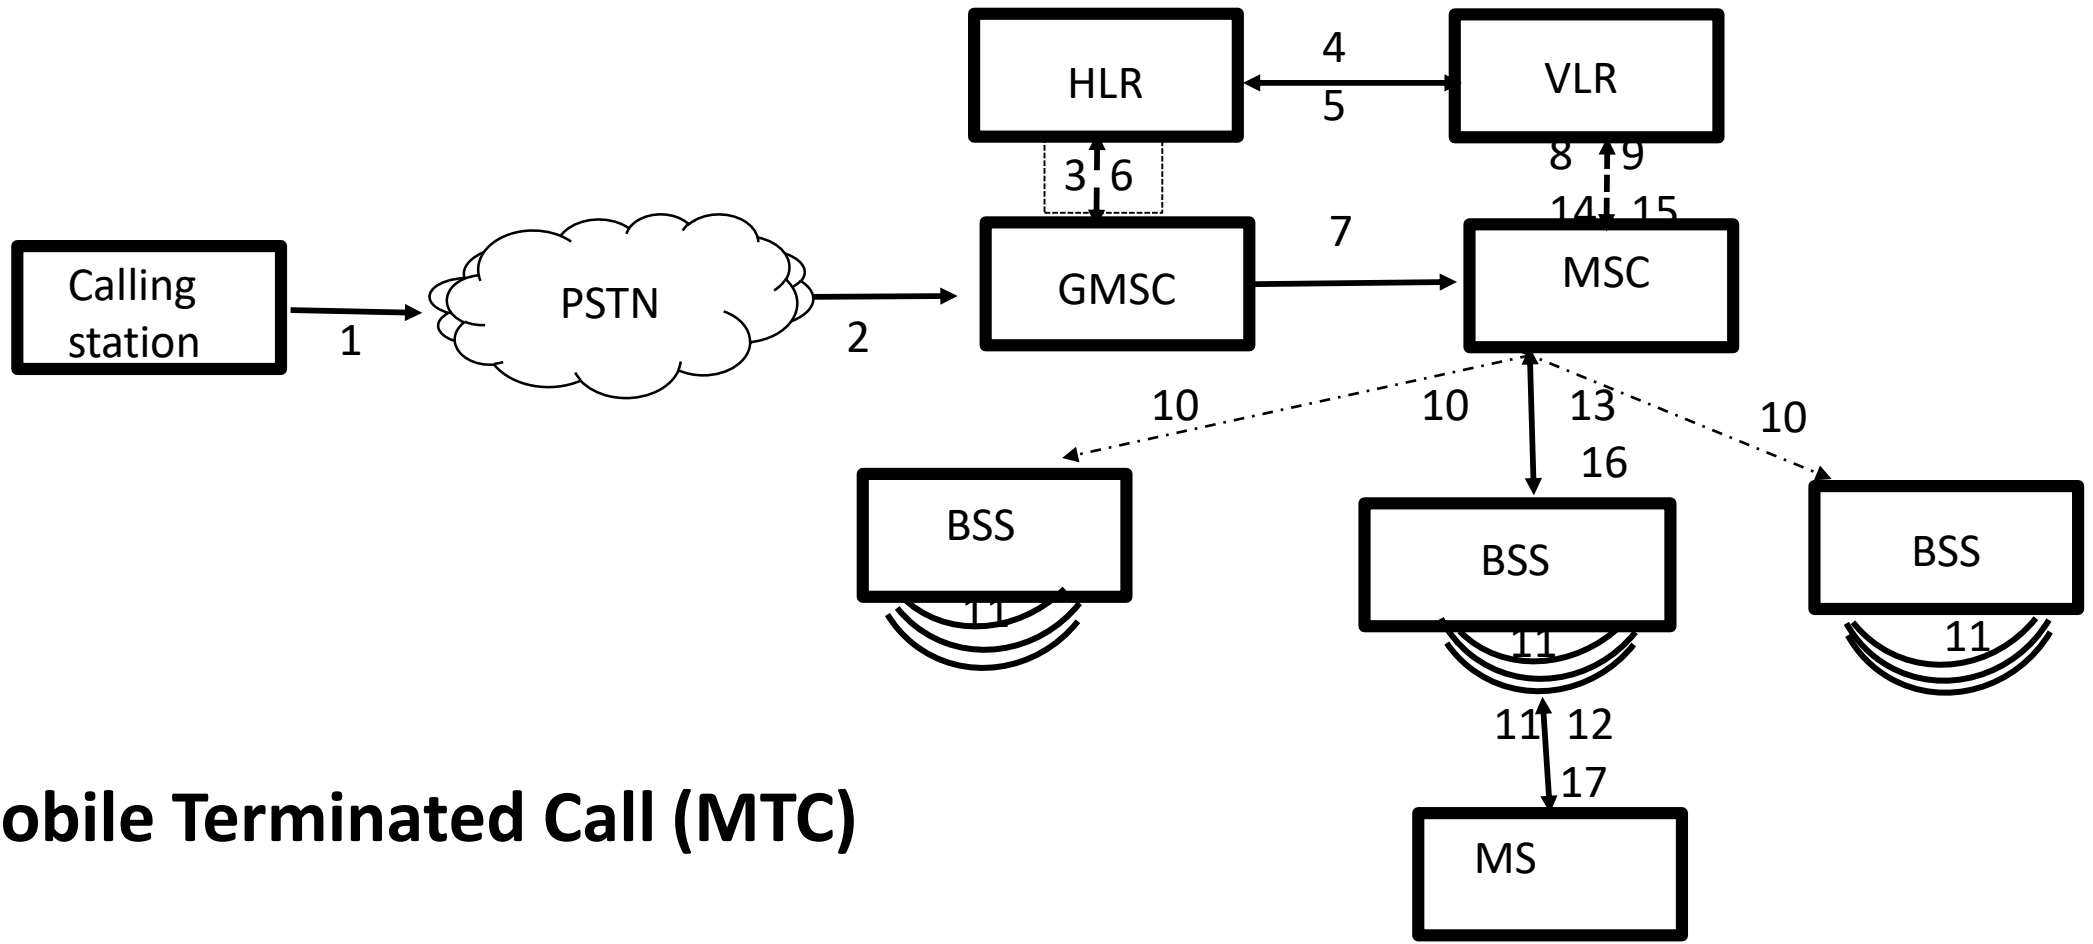 4
HLR
VLR
5
8 9
3 6
14 15
7
Calling
station
PSTN
GMSC
MSC
1
2
10
10
13
10
16
BSS
BSS
BSS
11
11
11
11 12
17
obile Terminated Call (MTC)
MS